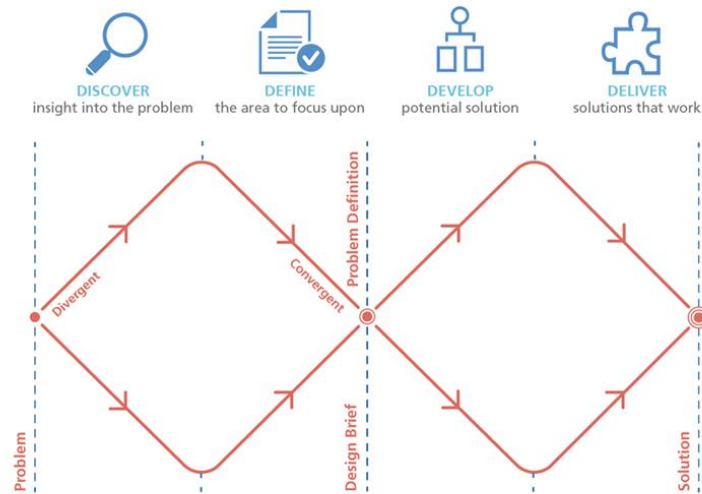 DISCOVER
insight into the problem
DEFINE
the area to focus upon
DEVELOP
potential solution
DELIVER
solutions that work
Divergent
Convergent
Problem Definition
Problem
Design Brief
Solution